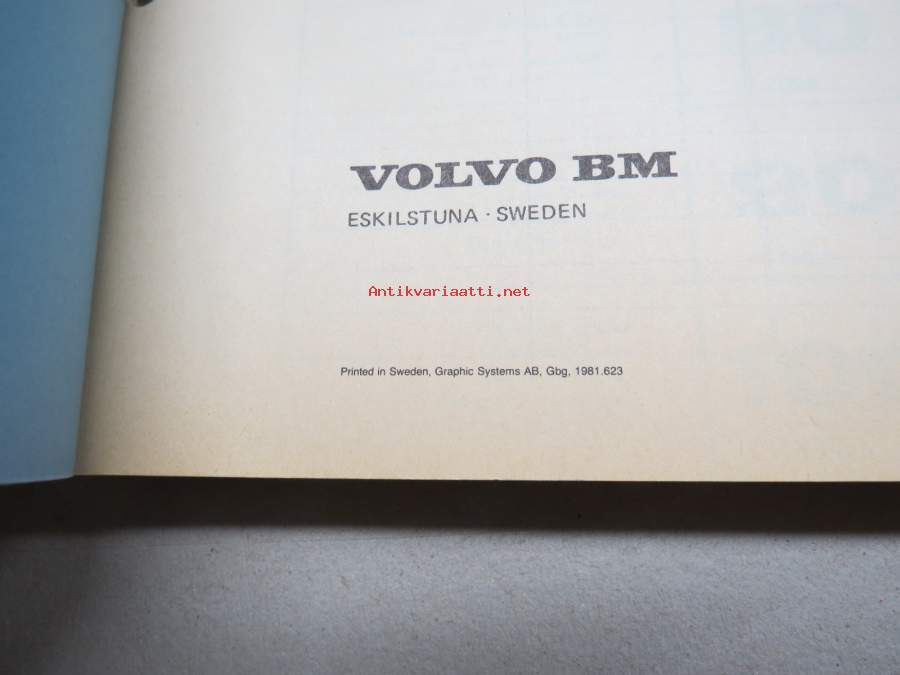 VOLVO BM
ESKILSTUNA · SWEDEN
Antikvariaatti.net
Printed in Sweden, Graphic Systems AB, Gbg, 1981.623